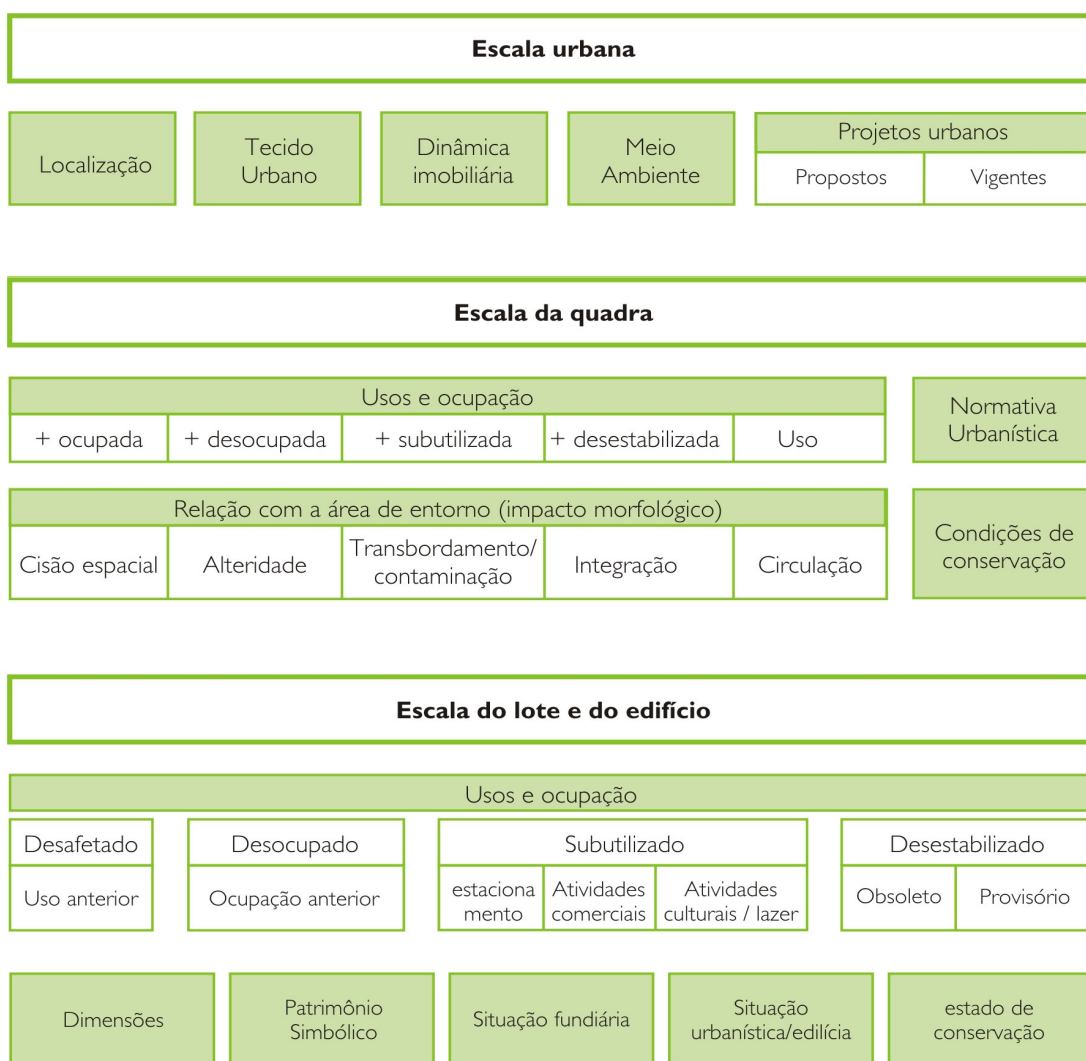 Escala urbana
Localização
Tecido
Urbano
Dinâmica
imobiliária
Meio
Ambiente
Projetos urbanos
Propostos
Vigentes
Escala da quadra
Usos e ocupação
+ ocupada
+ desocupada
+ subutilizada
+ desestabilizada
Uso
Normativa
Urbanística
Relação com a área de entorno (impacto morfológico)
Cisão espacial
Alteridade
Transbordamento/
contaminação
Integração
Circulação
Condições de
conservação
Escala do lote e do edifício
Usos e ocupação
Desafetado
Uso anterior
Desocupado
Ocupação anterior
Subutilizado
estaciona
mento
Atividades
comerciais
Atividades
culturais / lazer
Desestabilizado
Obsoleto
Provisório
Dimensões
Patrimônio
Simbólico
Situação fundiária
Situação
urbanística/edilícia
estado de
conservação